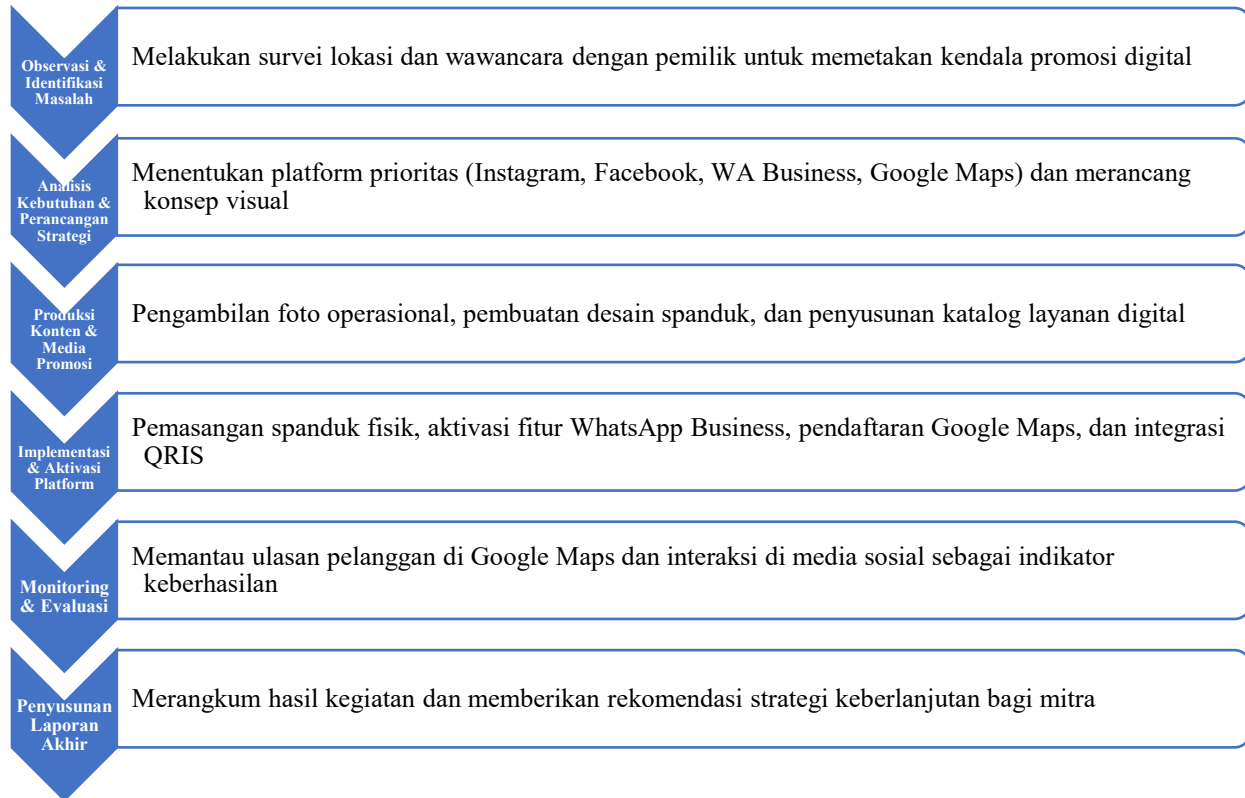 Observasi &
Identifikasi
Masalah
Melakukan survei lokasi dan wawancara dengan pemilik untuk memetakan kendala promosi digital
Analisis
Kebutuhan &
Perancangan
Strategi
Menentukan platform prioritas (Instagram, Facebook, WA Business, Google Maps) dan merancang
konsep visual
Produksi
Konten &
Media
Promosi
Pengambilan foto operasional, pembuatan desain spanduk, dan penyusunan katalog layanan digital
Implementasi
& Aktivasi
Platform
Pemasangan spanduk fisik, aktivasi fitur WhatsApp Business, pendaftaran Google Maps, dan integrasi
QRIS
Monitoring
& Evaluasi
Memantau ulasan pelanggan di Google Maps dan interaksi di media sosial sebagai indikator
keberhasilan
Penyusunan
Laporan
Akhir
Merangkum hasil kegiatan dan memberikan rekomendasi strategi keberlanjutan bagi mitra